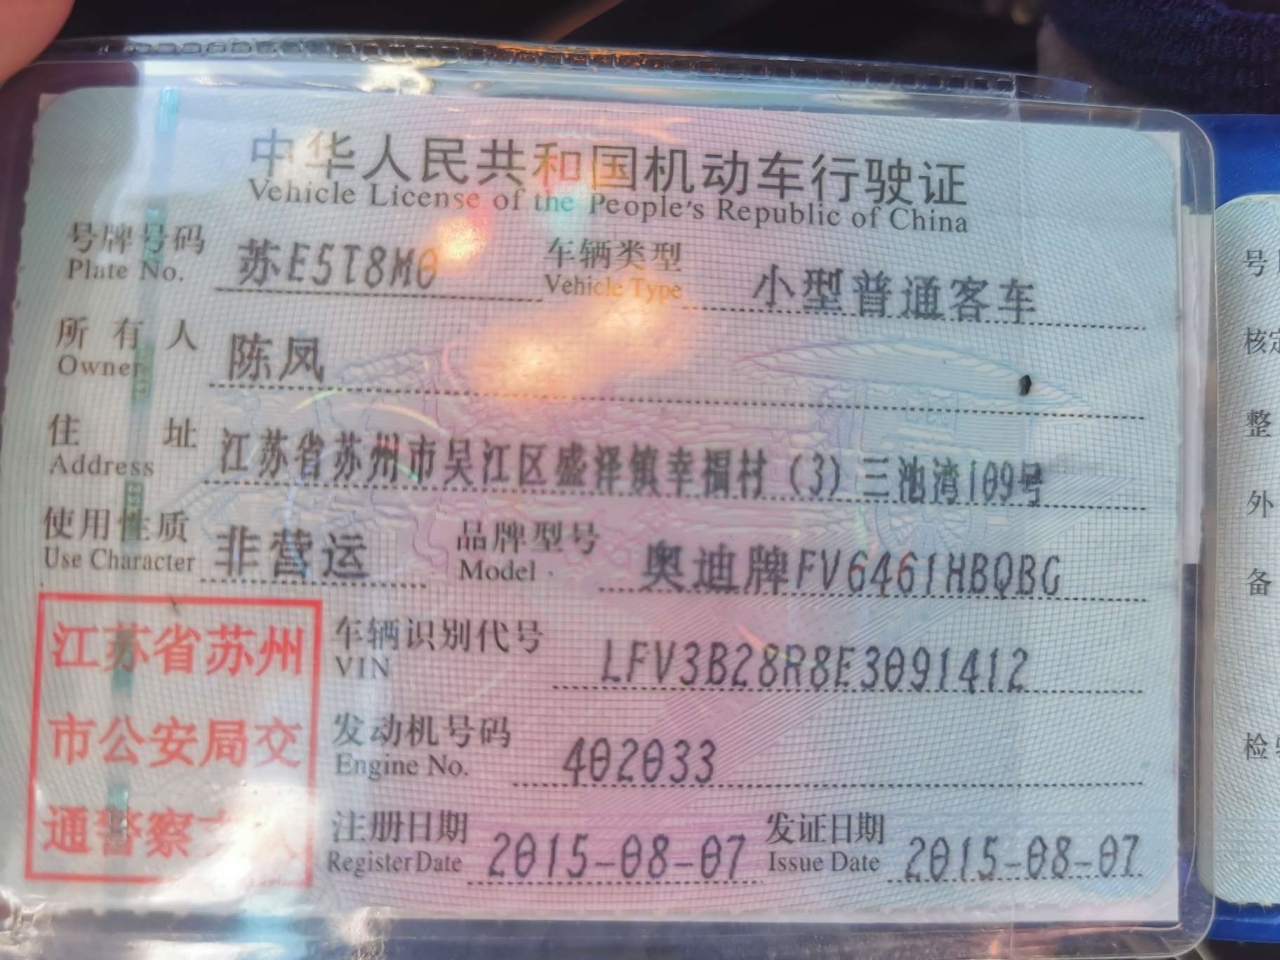 中华人民共和国机动车行驶证
Vehicle License of the People's Republic of China
号牌号码 苏E5T8M0 车辆类型 小型普通客车
Plate No. Vehicle Type
所有人 陈凤
Owner
住址 江苏省苏州市吴江区盛泽镇幸福村（3）三池湾109号
Address
使用性质 非营运 品牌型号 奥迪牌FV6461HBQBG
Use Character Model
车辆识别代号 LFV3B28R8E3091412
VIN
发动机号码 402033
Engine No.
注册日期 2015-08-07 发证日期 2015-08-07
Register Date Issue Date
江苏省苏州
市公安局交
通警察
号
核定
整
外
备
检